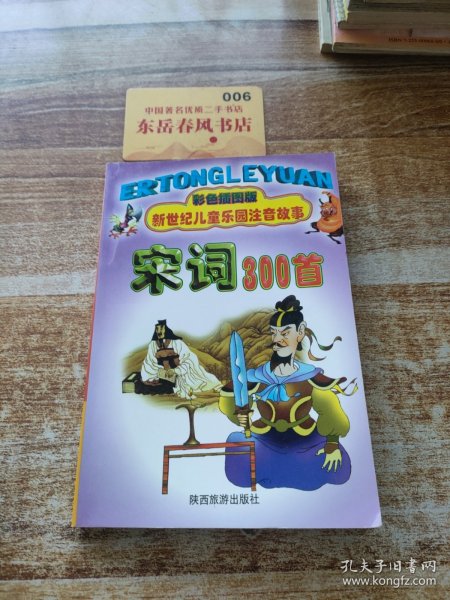 006
中国著名优质二手书店
东岳春风书店
ERTONGLEYUAN
彩色插图版
新世纪儿童乐园注音故事
宋词300首
陕西旅游出版社
孔夫子旧书网
www.kongfz.com